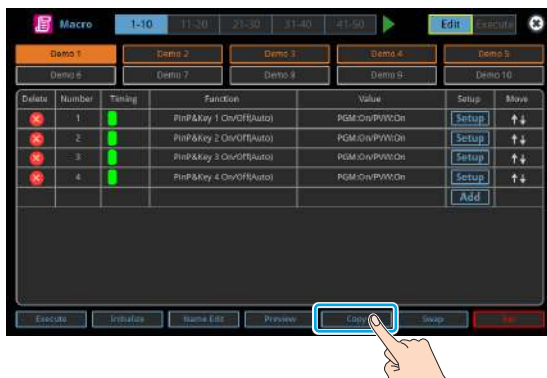 Macro 1-10 11-20 21-30 31-40 41-50 Edit Execute
Demo 1 Demo 2 Demo 3 Demo 4 Demo 5
Demo 6 Demo 7 Demo 8 Demo 9 Demo 10
Delete Number Timing Function Value Setup Move
1 PinP&Key 1 On/Off(Auto) PGM:On/PVW:On Setup
2 PinP&Key 2 On/Off(Auto) PGM:On/PVW:On Setup
3 PinP&Key 3 On/Off(Auto) PGM:On/PVW:On Setup
4 PinP&Key 4 On/Off(Auto) PGM:On/PVW:On Setup
Add
Execute Initialize Name Edit Preview Copy Swap